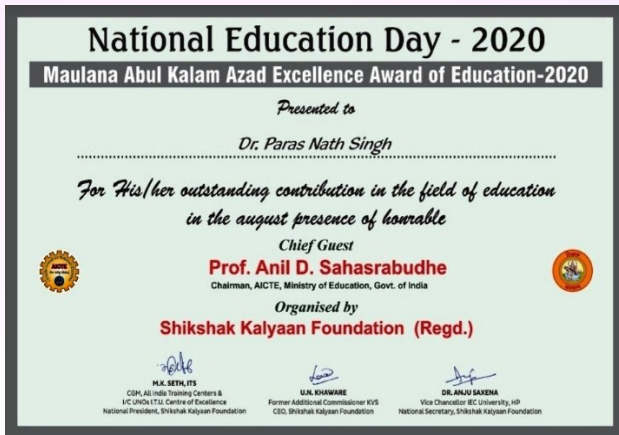 National Education Day - 2020
Maulana Abul Kalam Azad Excellence Award of Education-2020
Presented to
Dr. Paras Nath Singh
For His/her outstanding contribution in the field of education
in the august presence of honrable
Chief Guest
AICTE
Prof. Anil D. Sahasrabudhe
Chairman, AICTE, Ministry of Education, Govt. of India
Organised by
Shikshak Kalyaan Foundation (Regd.)
M.K. SETH, ITS
CGM, All India Training Centers &
I/C UNOs I.T.U. Centre of Excellence
National President, Shikshak Kalyaan Foundation
U.N. KHAWARE
Former Additional Commissioner KVS
CEO, Shikshak Kalyaan Foundation
DR. ANJU SAXENA
Vice Chancellor IEC University, HP
National Secretary, Shikshak Kalyaan Foundation